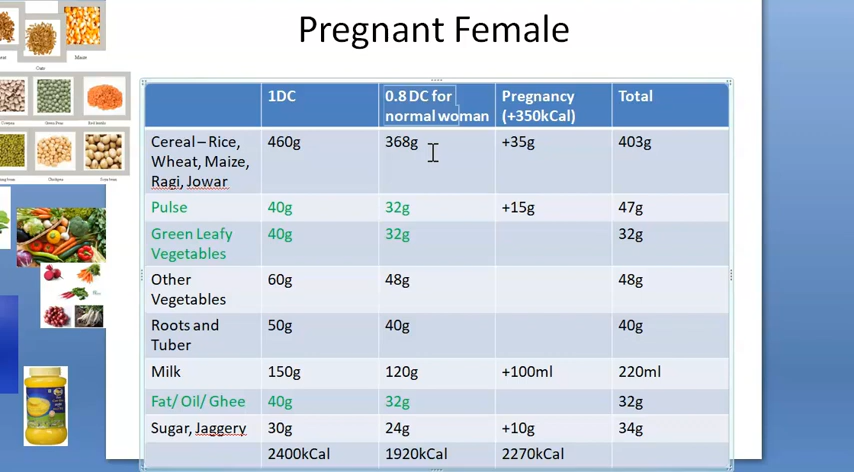 Pregnant Female
1DC
0.8 DC for
normal woman
Pregnancy
(+350kCal)
Total
Cereal – Rice,
Wheat, Maize,
Ragi, Jowar
460g
368g
+35g
403g
Pulse
40g
32g
+15g
47g
Green Leafy
Vegetables
40g
32g
32g
Other
Vegetables
60g
48g
48g
Roots and
Tuber
50g
40g
40g
Milk
150g
120g
+100ml
220ml
Fat/ Oil/ Ghee
40g
32g
32g
Sugar, Jaggery
30g
24g
+10g
34g
2400kCal
1920kCal
2270kCal
Maize